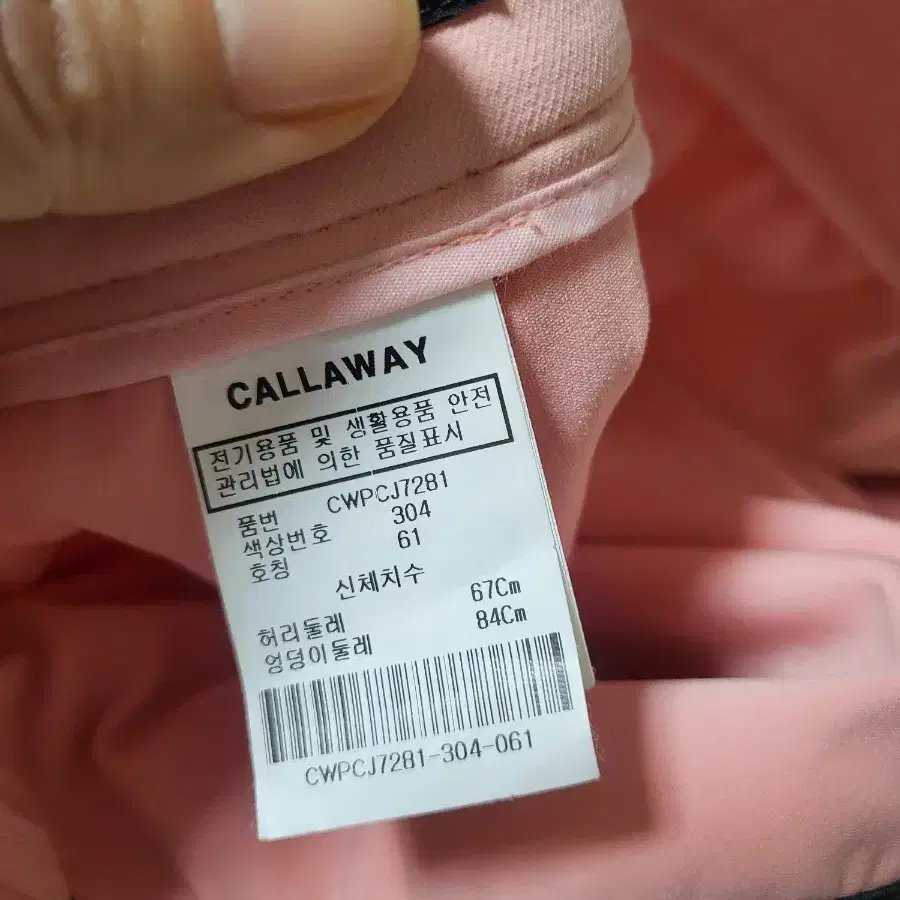 CALLAWAY
전기용품 및 생활용품 안전
관리법에 의한 품질표시
품번 CWPCJ7281
색상번호 304
호칭 61
신체치수
허리둘레 67Cm
엉덩이둘레 84Cm
CWPCJ7281-304-061